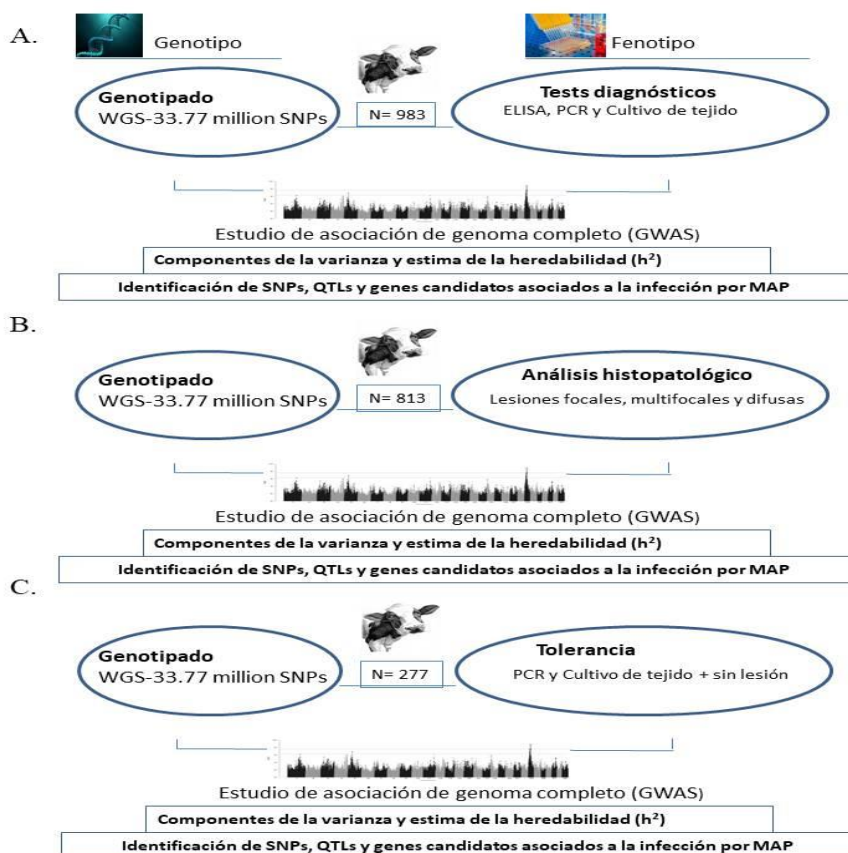 A.
Genotipo
Fenotipo
Genotipado
WGS-33.77 million SNPs
N= 983
Tests diagnósticos
ELISA, PCR y Cultivo de tejido
Estudio de asociación de genoma completo (GWAS)
Componentes de la varianza y estima de la heredabilidad (h²)
Identificación de SNPs, QTLs y genes candidatos asociados a la infección por MAP
B.
Genotipado
WGS-33.77 million SNPs
N= 813
Análisis histopatológico
Lesiones focales, multifocales y difusas
Estudio de asociación de genoma completo (GWAS)
Componentes de la varianza y estima de la heredabilidad (h²)
Identificación de SNPs, QTLs y genes candidatos asociados a la infección por MAP
C.
Genotipado
WGS-33.77 million SNPs
N= 277
Tolerancia
PCR y Cultivo de tejido + sin lesión
Estudio de asociación de genoma completo (GWAS)
Componentes de la varianza y estima de la heredabilidad (h²)
Identificación de SNPs, QTLs y genes candidatos asociados a la infección por MAP